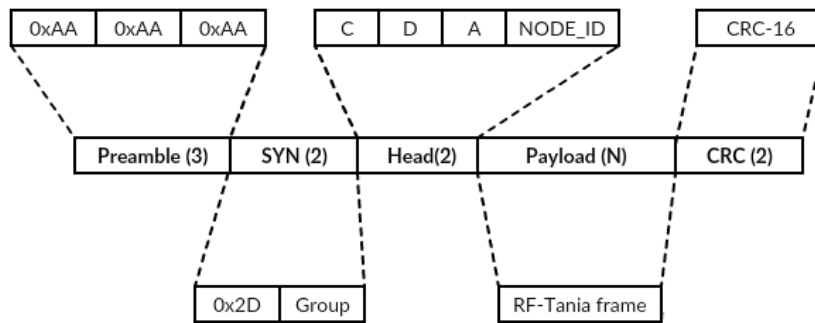 0xAA 0xAA 0xAA C D A NODE_ID CRC-16
Preamble (3) SYN (2) Head(2) Payload (N) CRC (2)
0x2D Group RF-Tania frame